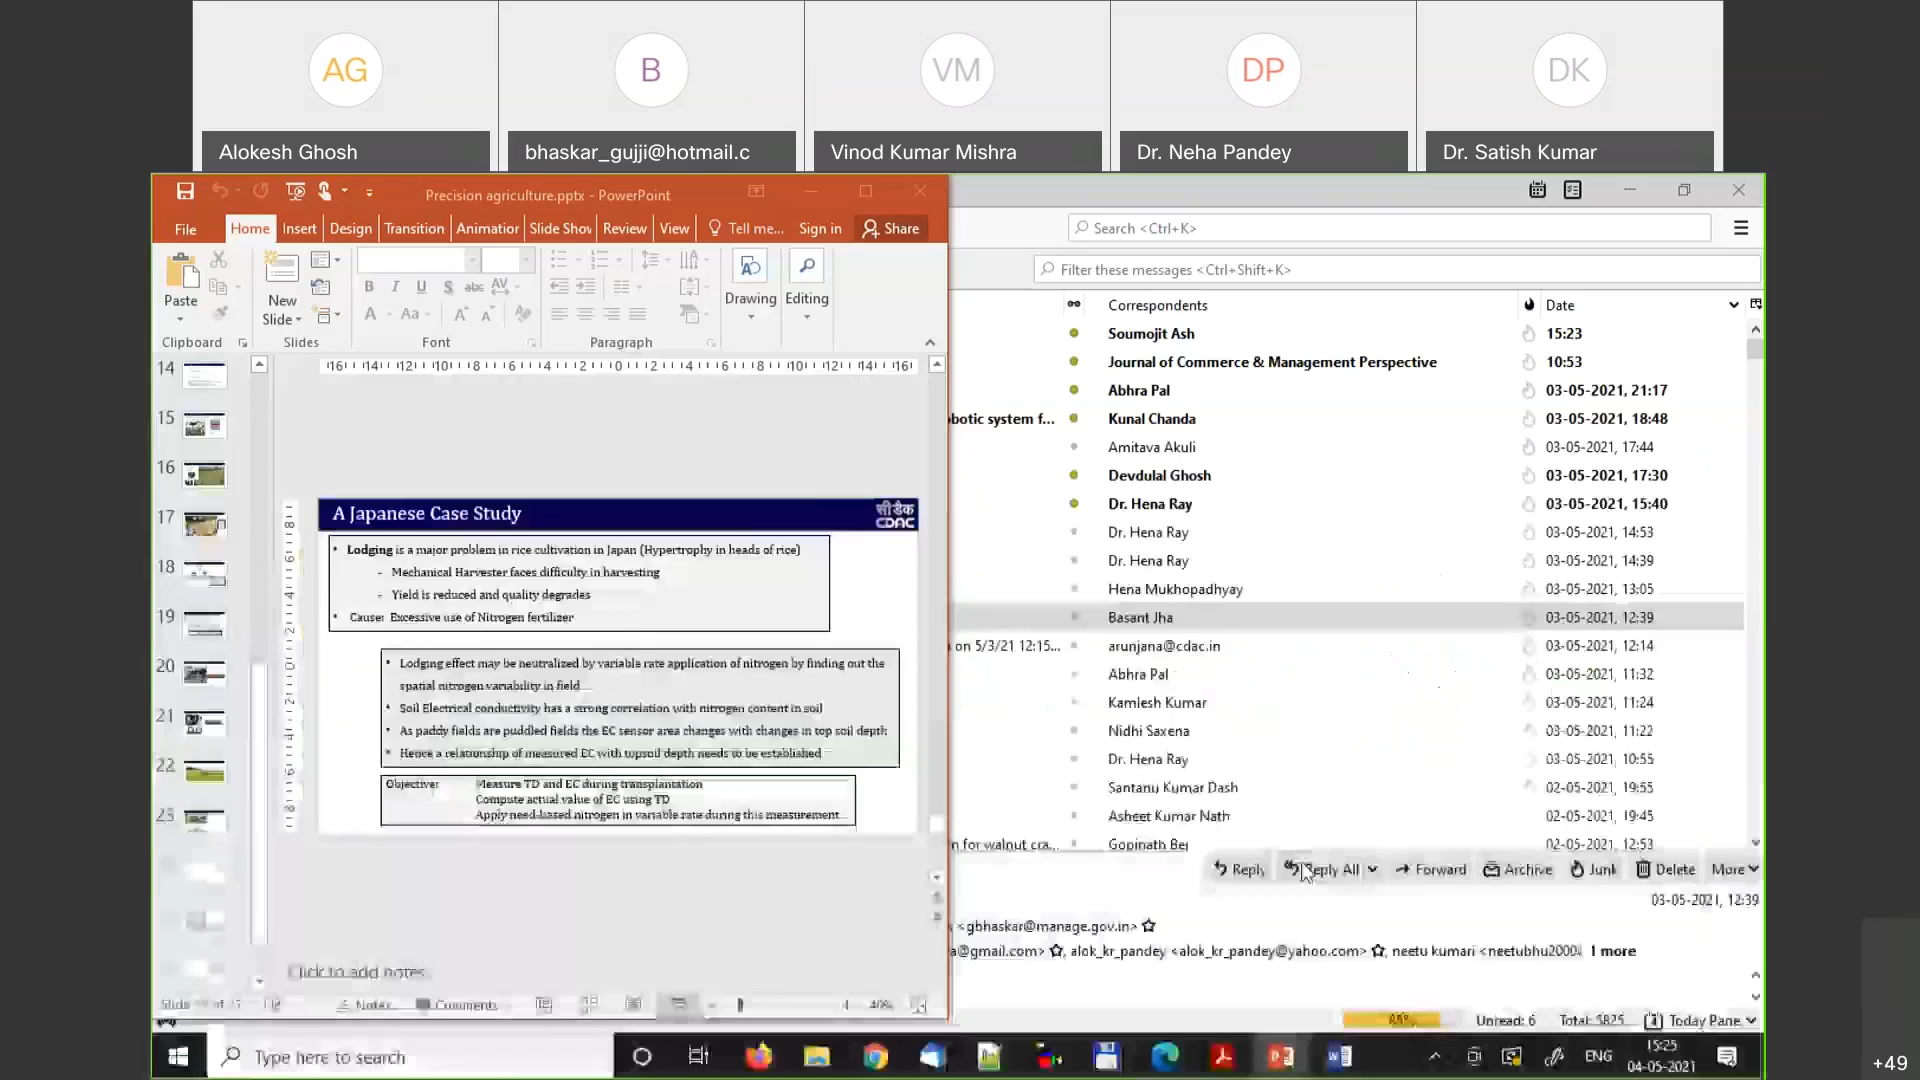 AG
B
VM
DP
DK
Alokesh Ghosh
bhaskar_gujji@hotmail.c
Vinod Kumar Mishra
Dr. Neha Pandey
Dr. Satish Kumar
Precision agriculture.pptx - PowerPoint
File
Home
Insert
Design
Transition
Animation
Slide Shov
Review
View
Tell me...
Sign in
Share
Paste
New
Slide
Drawing
Editing
Clipboard
Slides
Font
Paragraph
14
15
16
17
18
19
20
21
22
23
A Japanese Case Study
सीडैक
CDAC
• Lodging is a major problem in rice cultivation in Japan (Hypertrophy in heads of rice)
- Mechanical Harvester faces difficulty in harvesting
- Yield is reduced and quality degrades
• Cause: Excessive use of Nitrogen fertilizer
• Lodging effect may be neutralized by variable rate application of nitrogen by finding out the
spatial nitrogen variability in field
• Soil Electrical conductivity has a strong correlation with nitrogen content in soil
• As paddy fields are puddled fields the EC sensor area changes with changes in top soil depth
• Hence a relationship of measured EC with topsoil depth needs to be established
Objective: Measure TD and EC during transplantation
Compute actual value of EC using TD
Apply need-based nitrogen in variable rate during this measurement
Click to add notes
Notes
Comments
40%
Search <Ctrl+K>
Filter these messages <Ctrl+Shift+K>
Correspondents Date
Soumojit Ash 15:23
Journal of Commerce & Management Perspective 10:53
Abhra Pal 03-05-2021, 21:17
botic system f... Kunal Chanda 03-05-2021, 18:48
Amitava Akuli 03-05-2021, 17:44
Devdulal Ghosh 03-05-2021, 17:30
Dr. Hena Ray 03-05-2021, 15:40
Dr. Hena Ray 03-05-2021, 14:53
Dr. Hena Ray 03-05-2021, 14:39
Hena Mukhopadhyay 03-05-2021, 13:05
Basant Jha 03-05-2021, 12:39
on 5/3/21 12:15... arunjana@cdac.in 03-05-2021, 12:14
Abhra Pal 03-05-2021, 11:32
Kamlesh Kumar 03-05-2021, 11:24
Nidhi Saxena 03-05-2021, 11:22
Dr. Hena Ray 03-05-2021, 10:55
Santanu Kumar Dash 02-05-2021, 19:55
Asheet Kumar Nath 02-05-2021, 19:45
n for walnut cra... Gopinath Bej 02-05-2021, 12:53
Reply
Reply All
Forward
Archive
Junk
Delete
More
03-05-2021, 12:39
<gbhaskar@manage.gov.in>
a@gmail.com>, alok_kr_pandey <alok_kr_pandey@yahoo.com>, neetu kumari <neetubhu2000 1 more
Unread: 6
Total: 5825
Today Pane
Type here to search
ENG
15:25
04-05-2021
+49